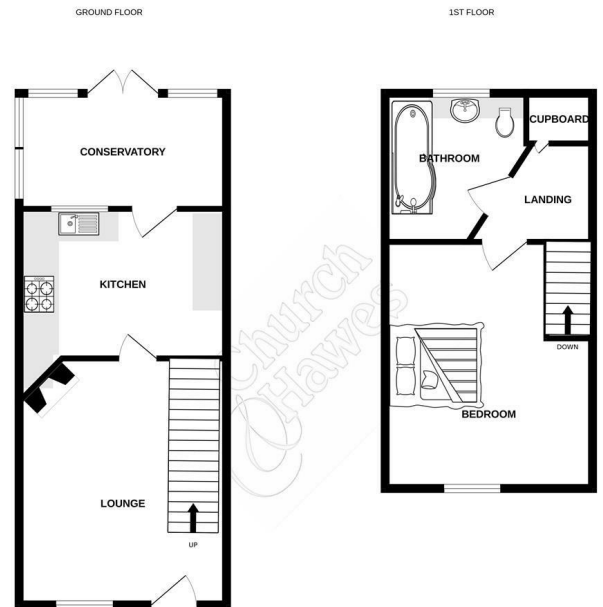 GROUND FLOOR
1ST FLOOR
CONSERVATORY
KITCHEN
LOUNGE
UP
CUPBOARD
BATHROOM
LANDING
DOWN
BEDROOM
Church
& Hawes